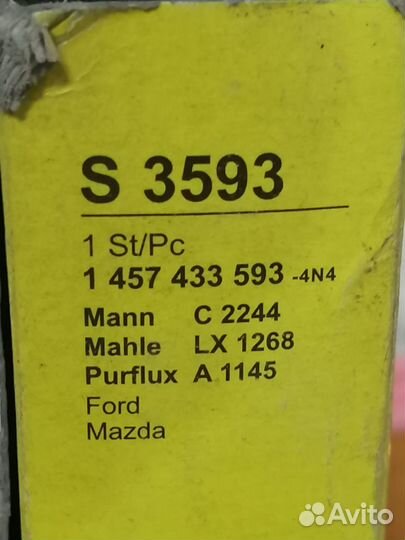 S 3593
1 St/Pc
1 457 433 593 -4N4
Mann C 2244
Mahle LX 1268
Purflux A 1145
Ford
Mazda
Avito